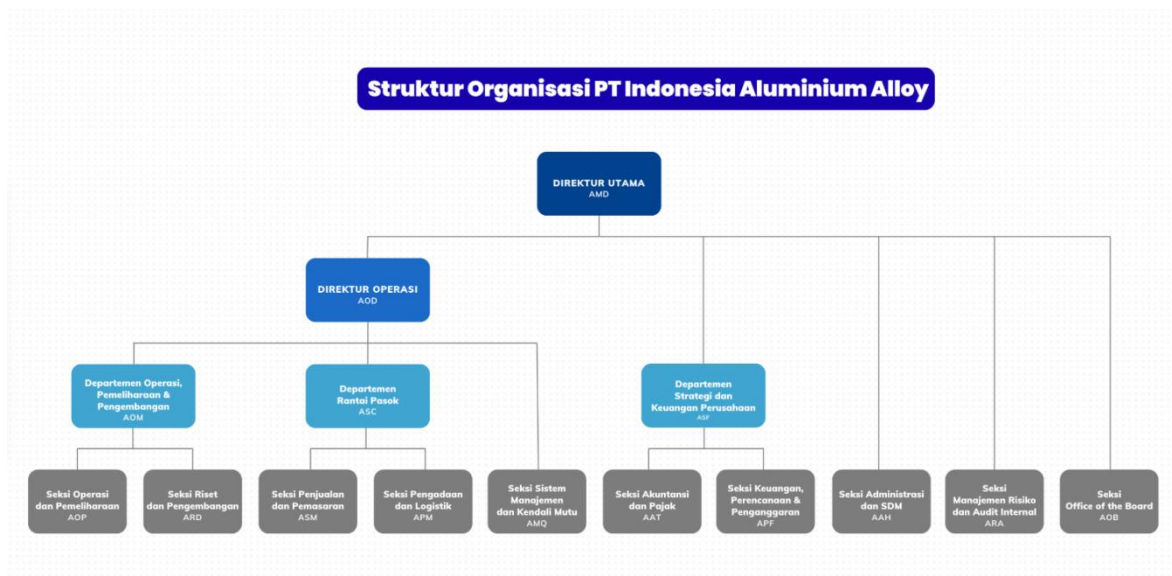 Struktur Organisasi PT Indonesia Aluminium Alloy
DIREKTUR UTAMA
AMD
DIREKTUR OPERASI
AOD
Departemen Operasi,
Pemeliharaan &
Pengembangan
AOM
Departemen
Rantai Pasok
ASC
Departemen
Strategi dan
Keuangan Perusahaan
ASF
Seksi Operasi
dan Pemeliharaan
AOP
Seksi Riset
dan Pengembangan
ARD
Seksi Penjualan
dan Pemasaran
ASM
Seksi Pengadaan
dan Logistik
APM
Seksi Sistem
Manajemen
dan Kendali Mutu
AMQ
Seksi Akuntansi
dan Pajak
AAT
Seksi Keuangan,
Perencanaan &
Penganggaran
APF
Seksi Administrasi
dan SDM
AAH
Seksi
Manajemen Risiko
dan Audit Internal
ARA
Seksi
Office of the Board
AOB